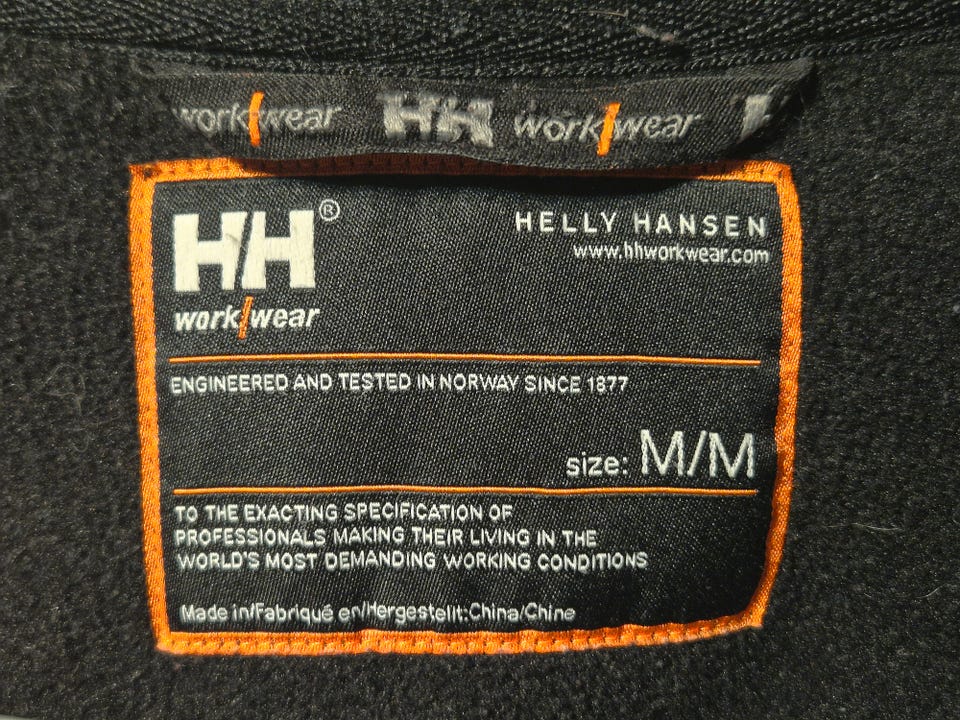 work/wear HH work/wear H
HH®
HELLY HANSEN
www.hhworkwear.com
work/wear
ENGINEERED AND TESTED IN NORWAY SINCE 1877
size: M/M
TO THE EXACTING SPECIFICATION OF
PROFESSIONALS MAKING THEIR LIVING IN THE
WORLD'S MOST DEMANDING WORKING CONDITIONS
Made in/Fabriqué en/Hergestellt:China/Chine